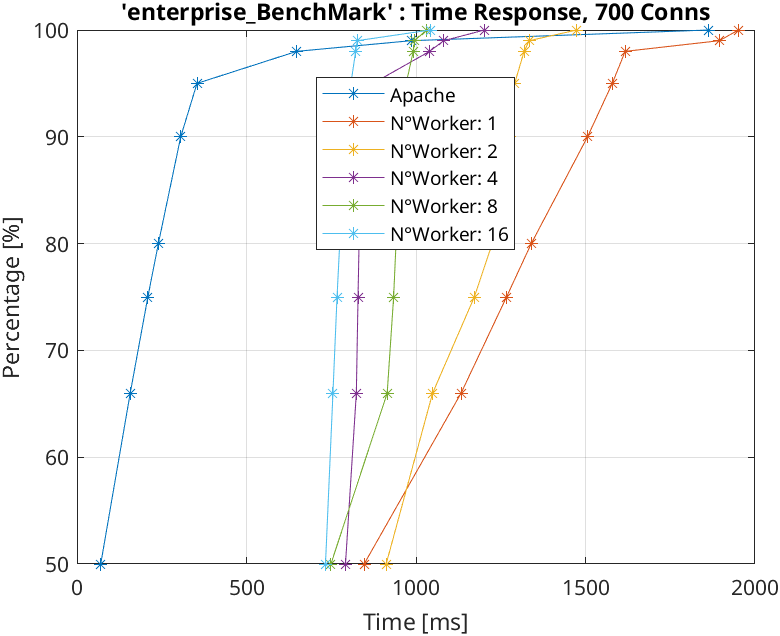 'enterprise_BenchMark' : Time Response, 700 Conns
100
90
80
70
60
50
Percentage [%]
Apache
N°Worker: 1
N°Worker: 2
N°Worker: 4
N°Worker: 8
N°Worker: 16
0 500 1000 1500 2000
Time [ms]